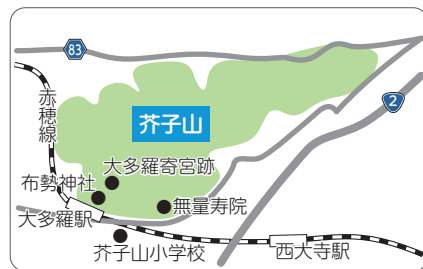 83
赤穂線
2
芥子山
大多羅寄宮跡
布勢神社
無量寿院
大多羅駅
芥子山小学校
西大寺駅